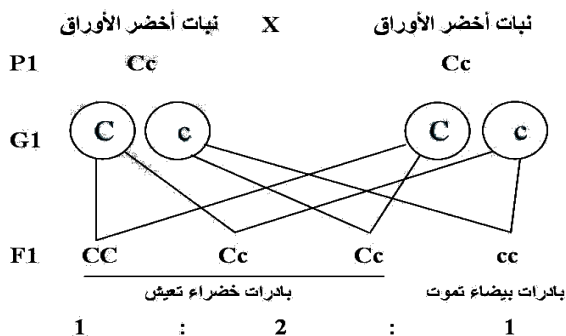 نبات أخضر الأوراق X نبات أخضر الأوراق
P1 Cc Cc
G1 C c C c
F1 CC Cc Cc cc
بادرات خضراء تعيش بادرات بيضاء تموت
1 : 2 : 1